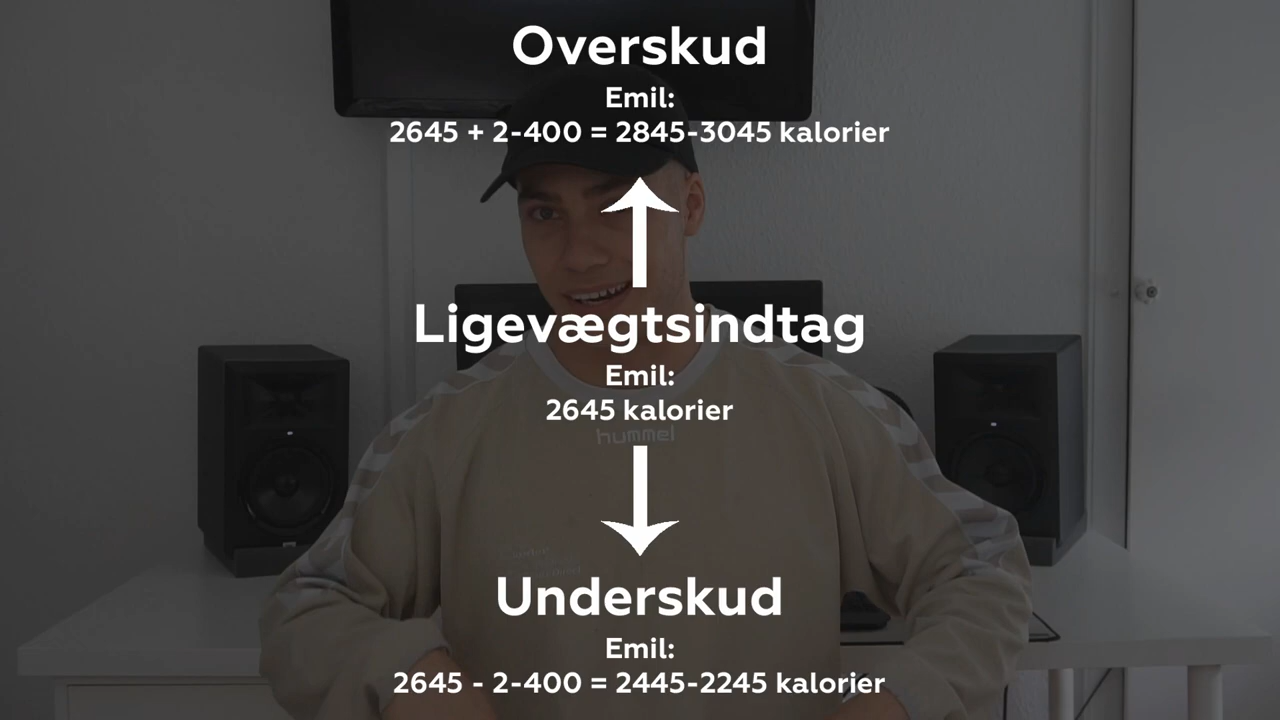 Overskud
Emil:
2645 + 2-400 = 2845-3045 kalorier
Ligevægtsindtag
Emil:
2645 kalorier
hummel
Underskud
Emil:
2645 - 2-400 = 2445-2245 kalorier